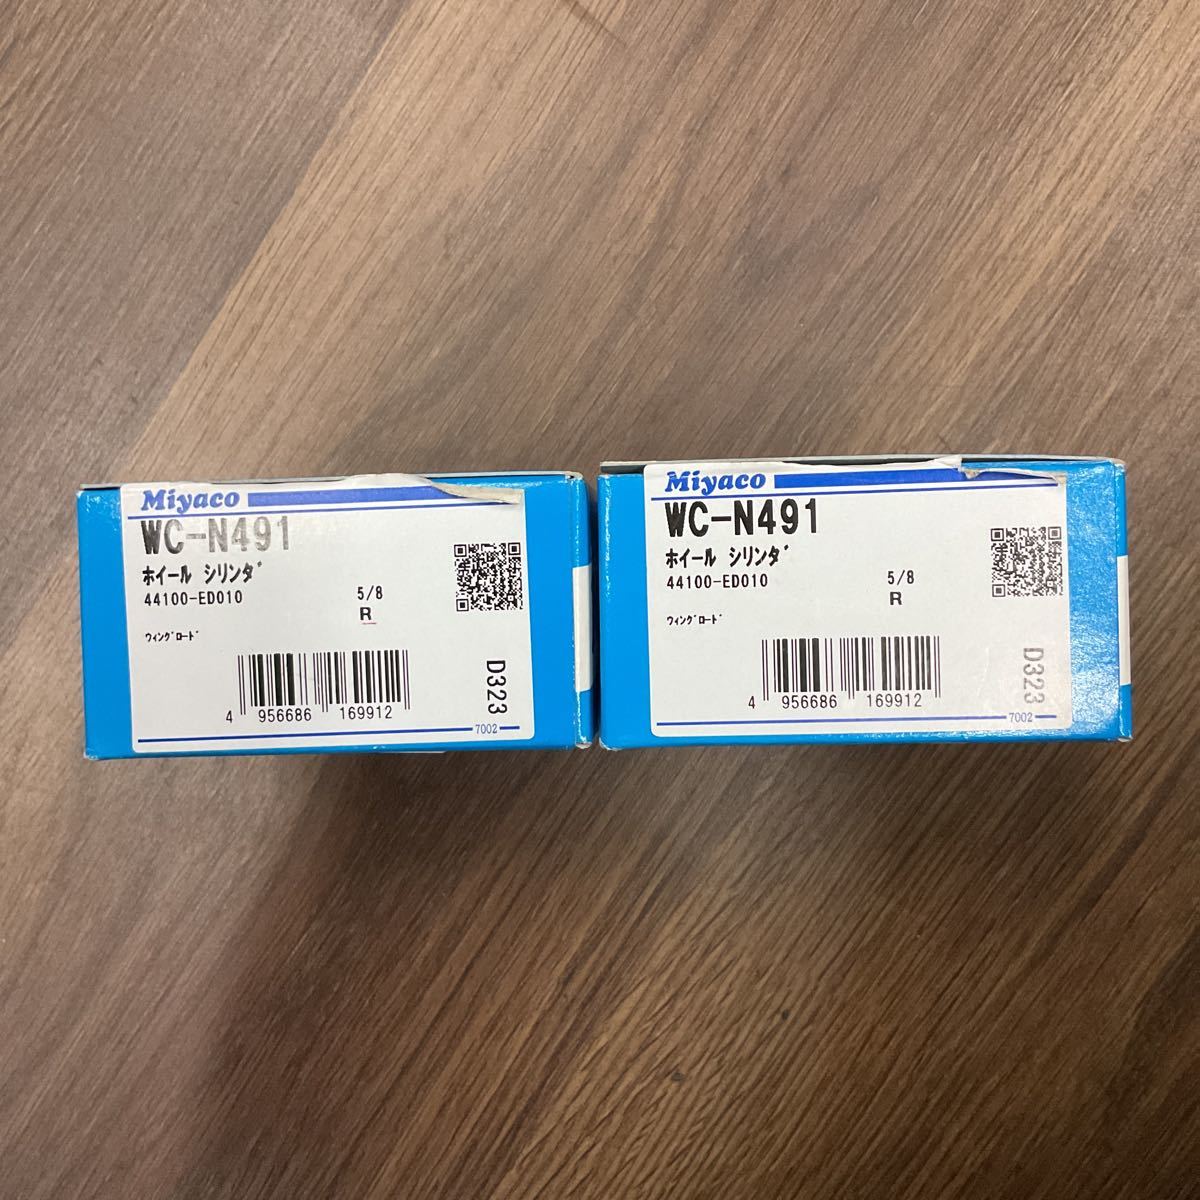 Miyaco
WC-N491
ホイール シリンダ゛
44100-ED010
5/8
R
ウィング゛ロード゛
4 956686 169912
D323
7002
Miyaco
WC-N491
ホイール シリンダ゛
44100-ED010
5/8
R
ウィング゛ロード゛
4 956686 169912
D323
7002